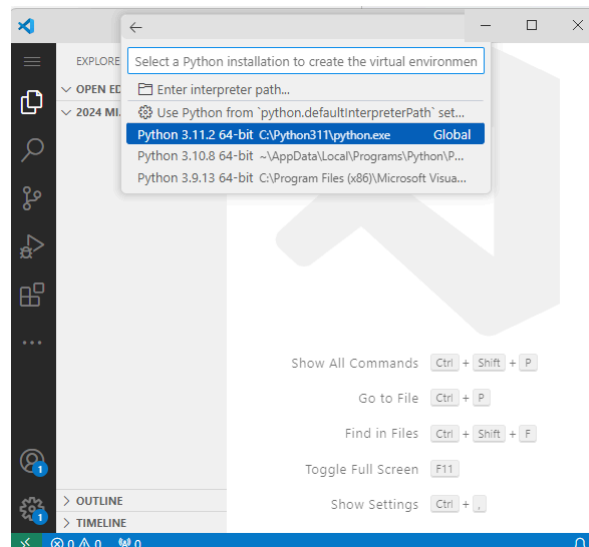 EXPLORE
Select a Python installation to create the virtual environmen
OPEN ED
Enter interpreter path...
2024 MI
Use Python from `python.defaultInterpreterPath` set...
Python 3.11.2 64-bit C:\Python311\python.exe Global
Python 3.10.8 64-bit ~\AppData\Local\Programs\Python\P...
Python 3.9.13 64-bit C:\Program Files (x86)\Microsoft Visua...
Show All Commands Ctrl + Shift + P
Go to File Ctrl + P
Find in Files Ctrl + Shift + F
Toggle Full Screen F11
Show Settings Ctrl + ,
1
1
OUTLINE
TIMELINE
0 0 0